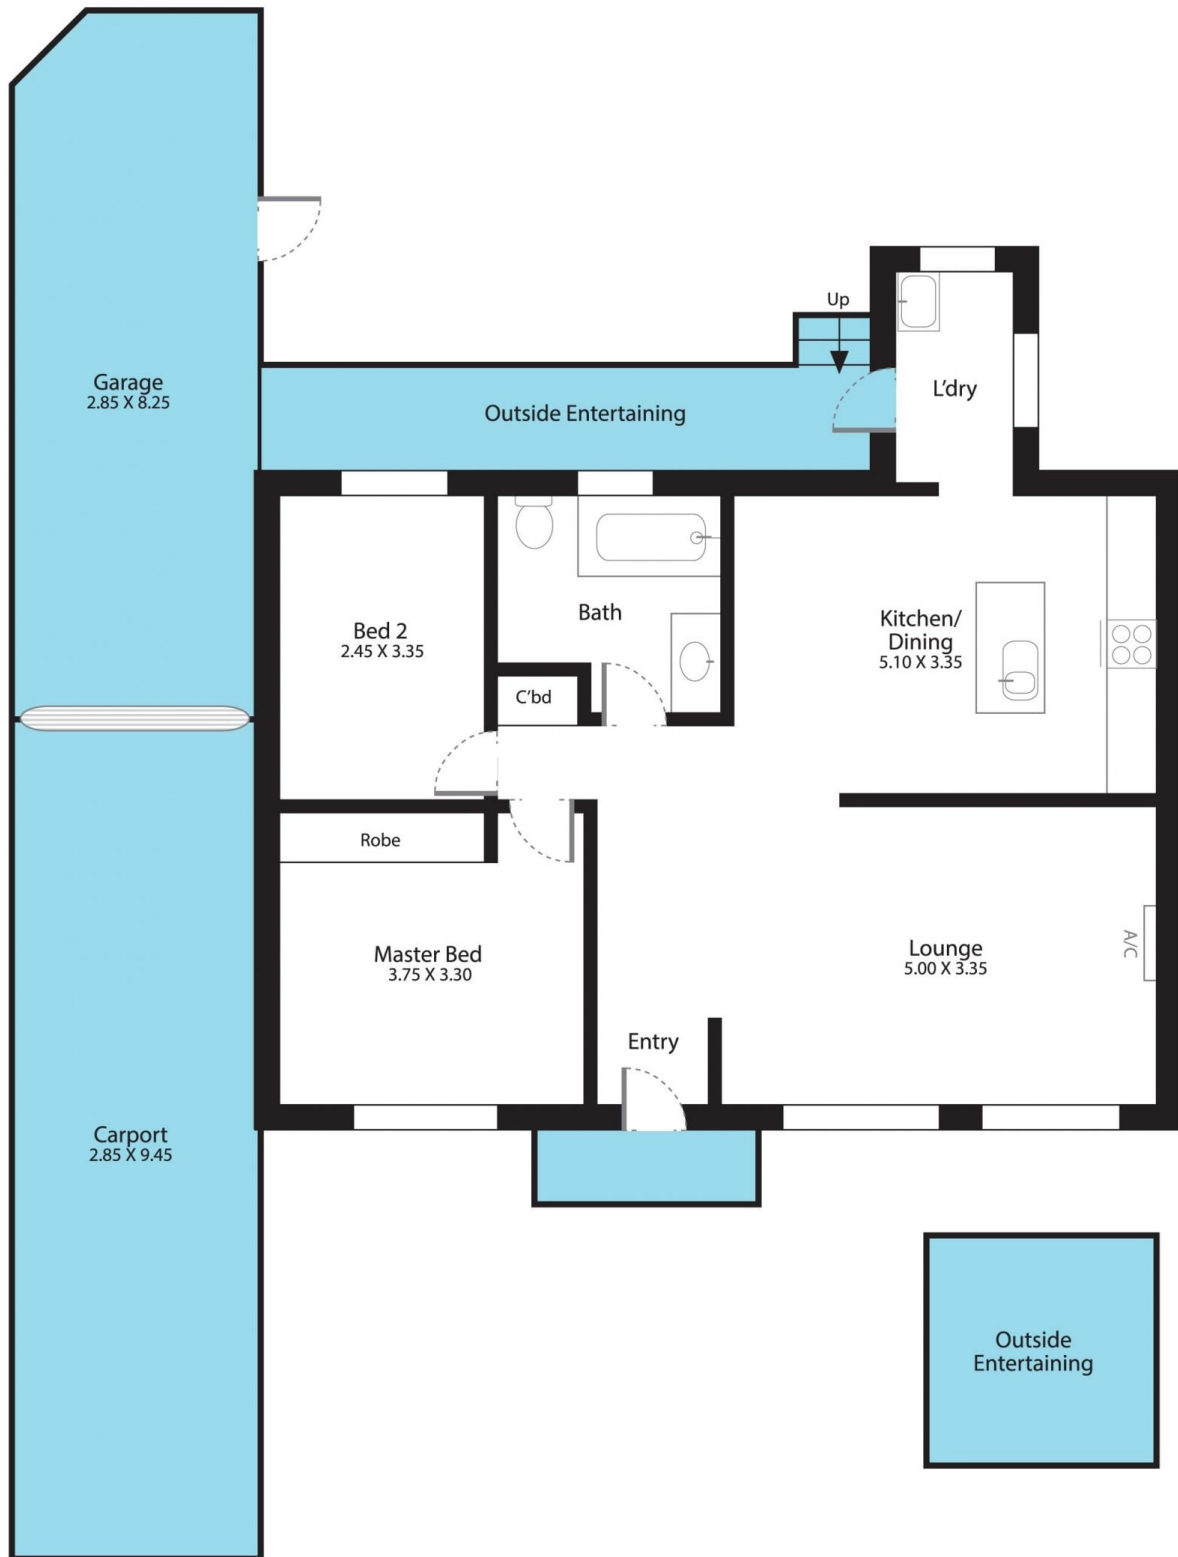 Up
Garage
2.85 X 8.25
L'dry
Outside Entertaining
Kitchen/
Dining
5.10 X 3.35
Bed 2
2.45 X 3.35
Bath
C'bd
Robe
Master Bed
3.75 X 3.30
Lounge
5.00 X 3.35
A/C
Entry
Carport
2.85 X 9.45
Outside
Entertaining